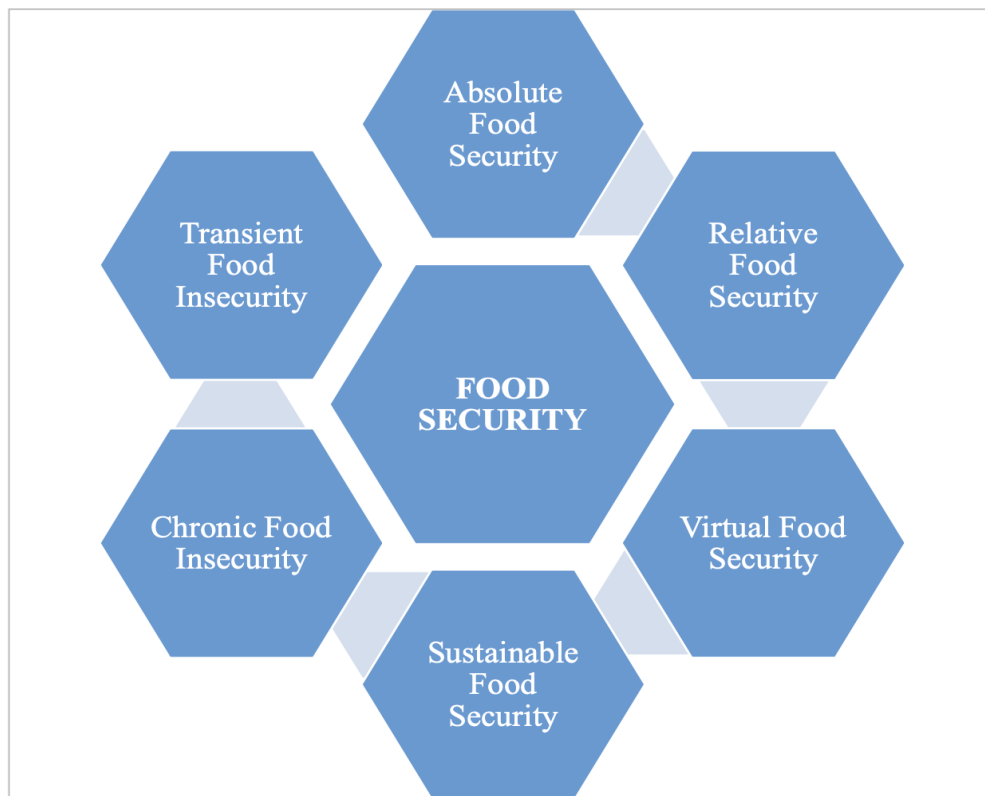 Absolute
Food
Security
Relative
Food
Security
Virtual Food
Security
Sustainable
Food
Security
Chronic Food
Insecurity
Transient
Food
Insecurity
FOOD
SECURITY